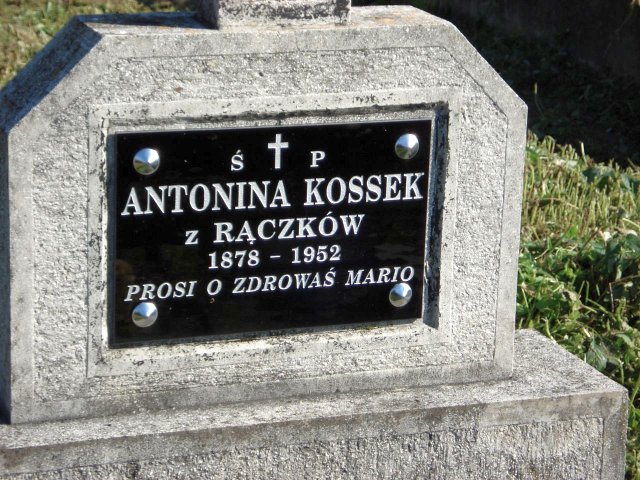 Ś P
ANTONINA KOSSEK
z RĄCZKÓW
1878 - 1952
PROSI O ZDROWAŚ MARIO